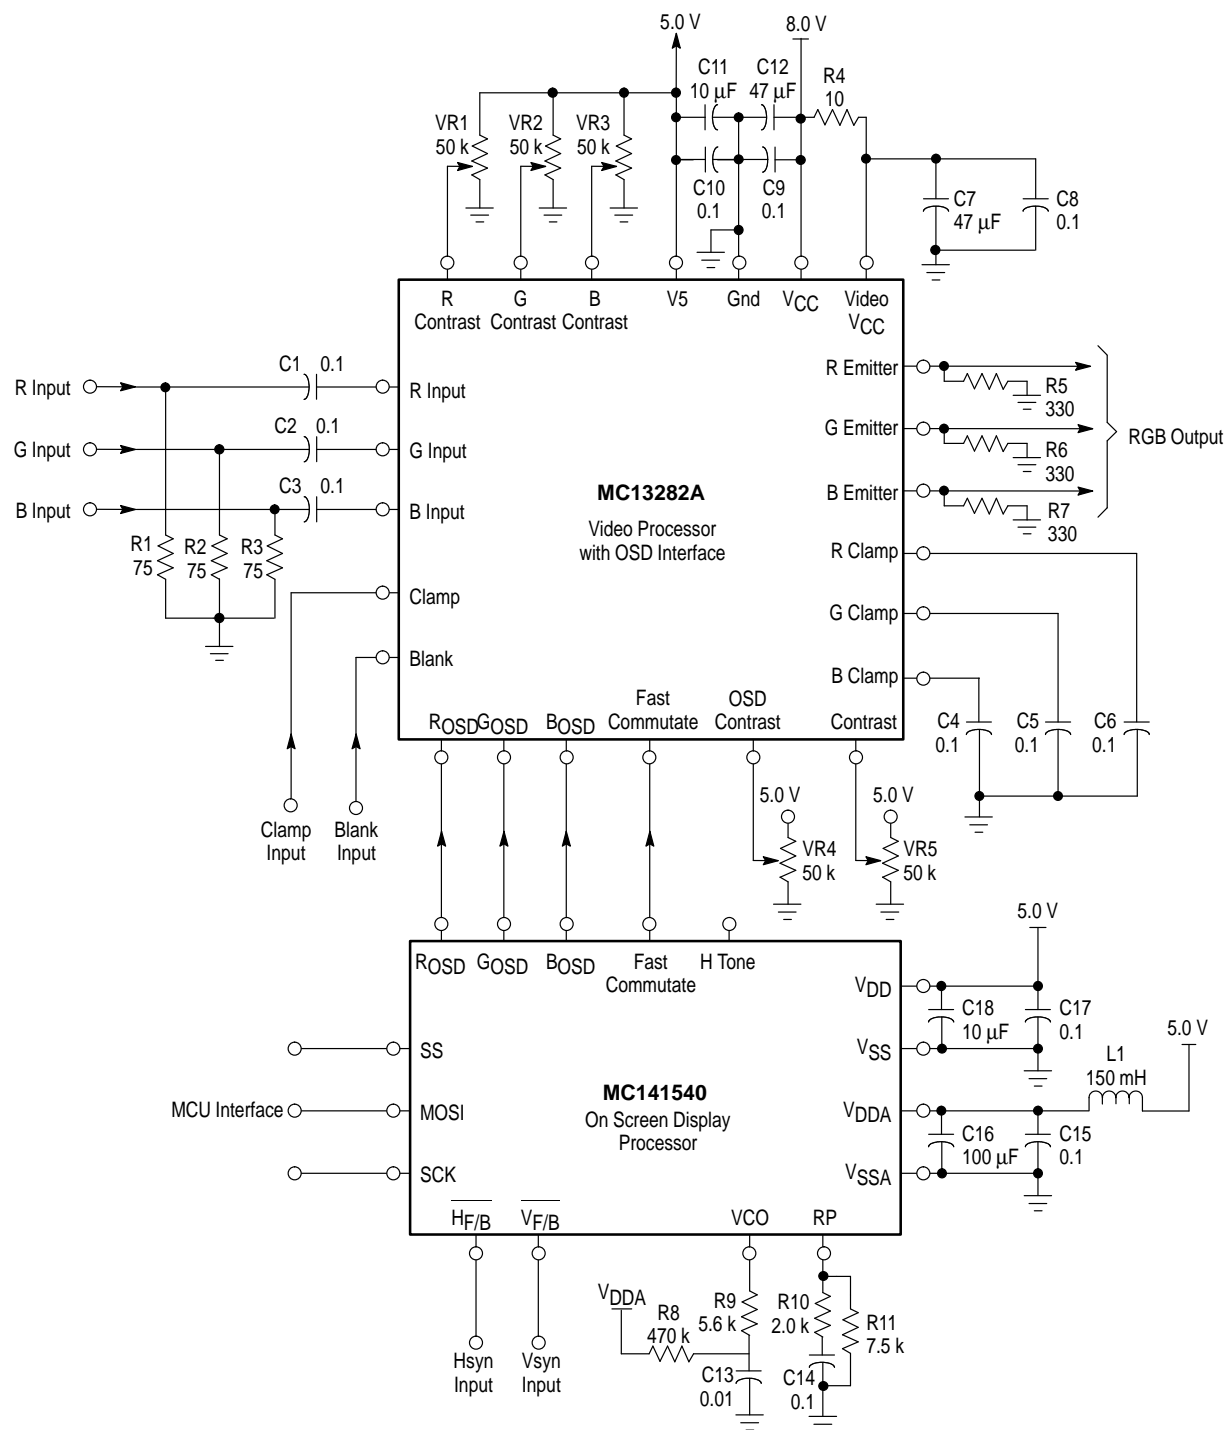 5.0 V
8.0 V
C11
10 μF
C12
47 μF
R4
10
VR1
50 k
VR2
50 k
VR3
50 k
C10
0.1
C9
0.1
C7
47 μF
C8
0.1
R
Contrast
G
Contrast
B
Contrast
V5
Gnd
VCC
Video
VCC
R Input
C1 0.1
R Input
G Input
C2 0.1
G Input
B Input
C3 0.1
B Input
R1
75
R2
75
R3
75
MC13282A
Video Processor
with OSD Interface
R Emitter
R5
330
G Emitter
R6
330
B Emitter
R7
330
RGB Output
R Clamp
G Clamp
B Clamp
Clamp
Blank
C4
0.1
C5
0.1
C6
0.1
ROSD
GOSD
BOSD
Fast
Commutate
OSD
Contrast
Contrast
Clamp
Input
Blank
Input
5.0 V
VR4
50 k
5.0 V
VR5
50 k
ROSD
GOSD
BOSD
Fast
Commutate
H Tone
5.0 V
VDD
C18
10 μF
C17
0.1
VSS
5.0 V
L1
150 mH
VDDA
C16
100 μF
C15
0.1
VSSA
SS
MCU Interface
MOSI
SCK
MC141540
On Screen Display
Processor
HF/B
VF/B
VCO
RP
Hsyn
Input
Vsyn
Input
VDDA
R8
470 k
R9
5.6 k
C13
0.01
R10
2.0 k
R11
7.5 k
C14
0.1